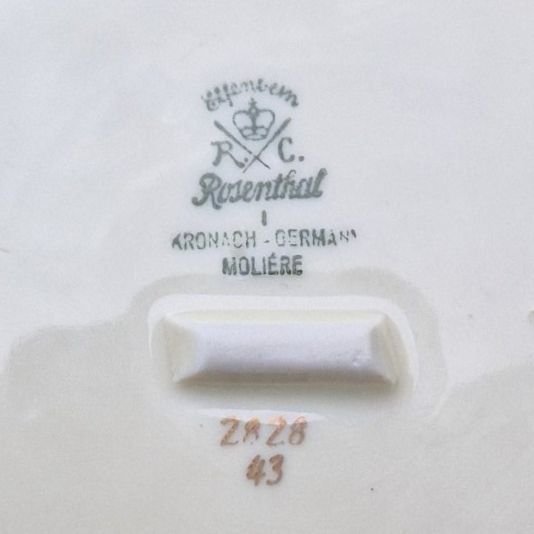 Elfenbein
R. C.
Rosenthal
I
KRONACH - GERMANY
MOLIÉRE
2828
43